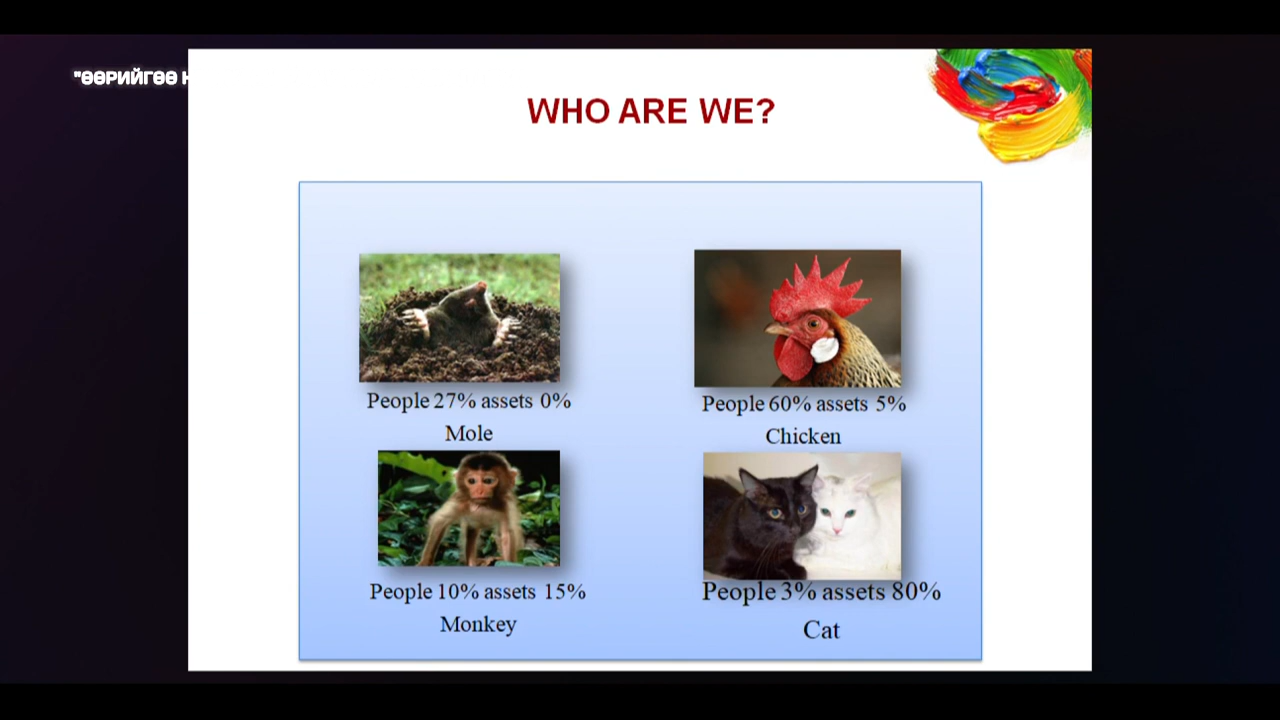 "ӨӨРИЙГӨӨ
WHO ARE WE?
People 27% assets 0%
Mole
People 60% assets 5%
Chicken
People 10% assets 15%
Monkey
People 3% assets 80%
Cat